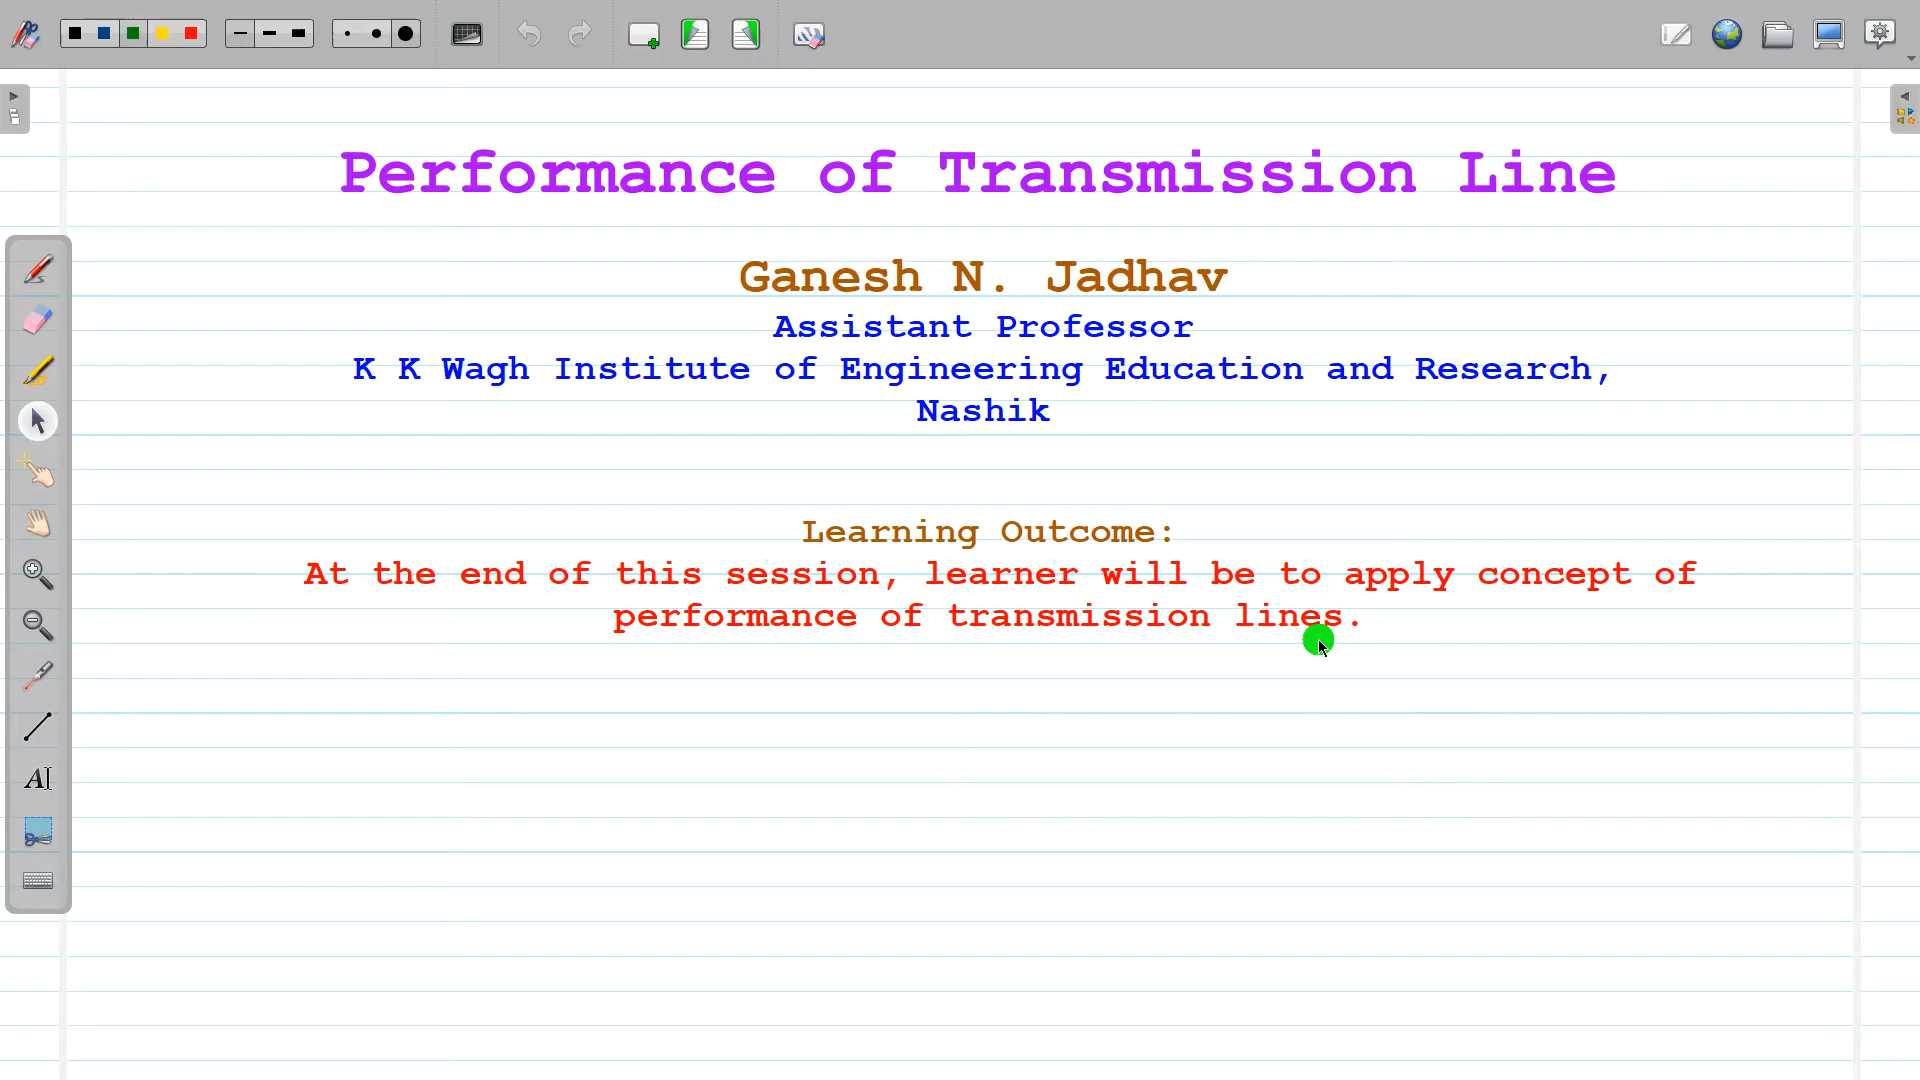 Performance of Transmission Line
Ganesh N. Jadhav
Assistant Professor
K K Wagh Institute of Engineering Education and Research,
Nashik
Learning Outcome:
At the end of this session, learner will be to apply concept of
performance of transmission lines.